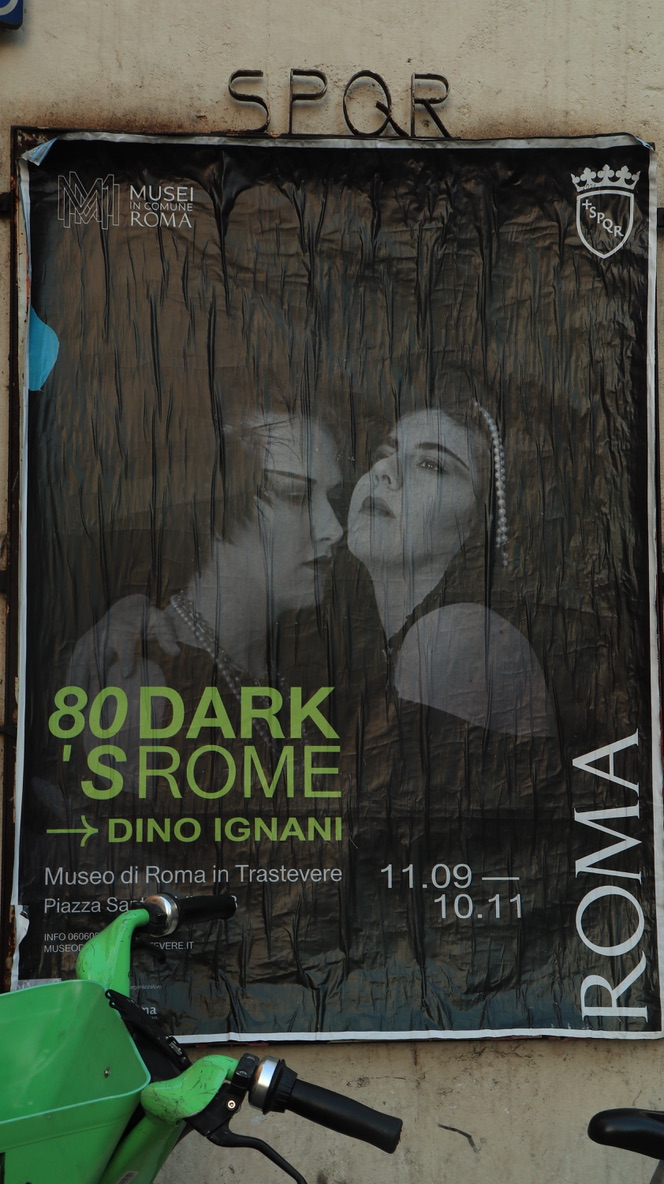 SPQR
MUSEI
IN COMUNE
ROMA
+SPQR
80 DARK
'S ROME
→ DINO IGNANI
Museo di Roma in Trastevere
Piazza
11.09 —
10.11
INFO
ROMA